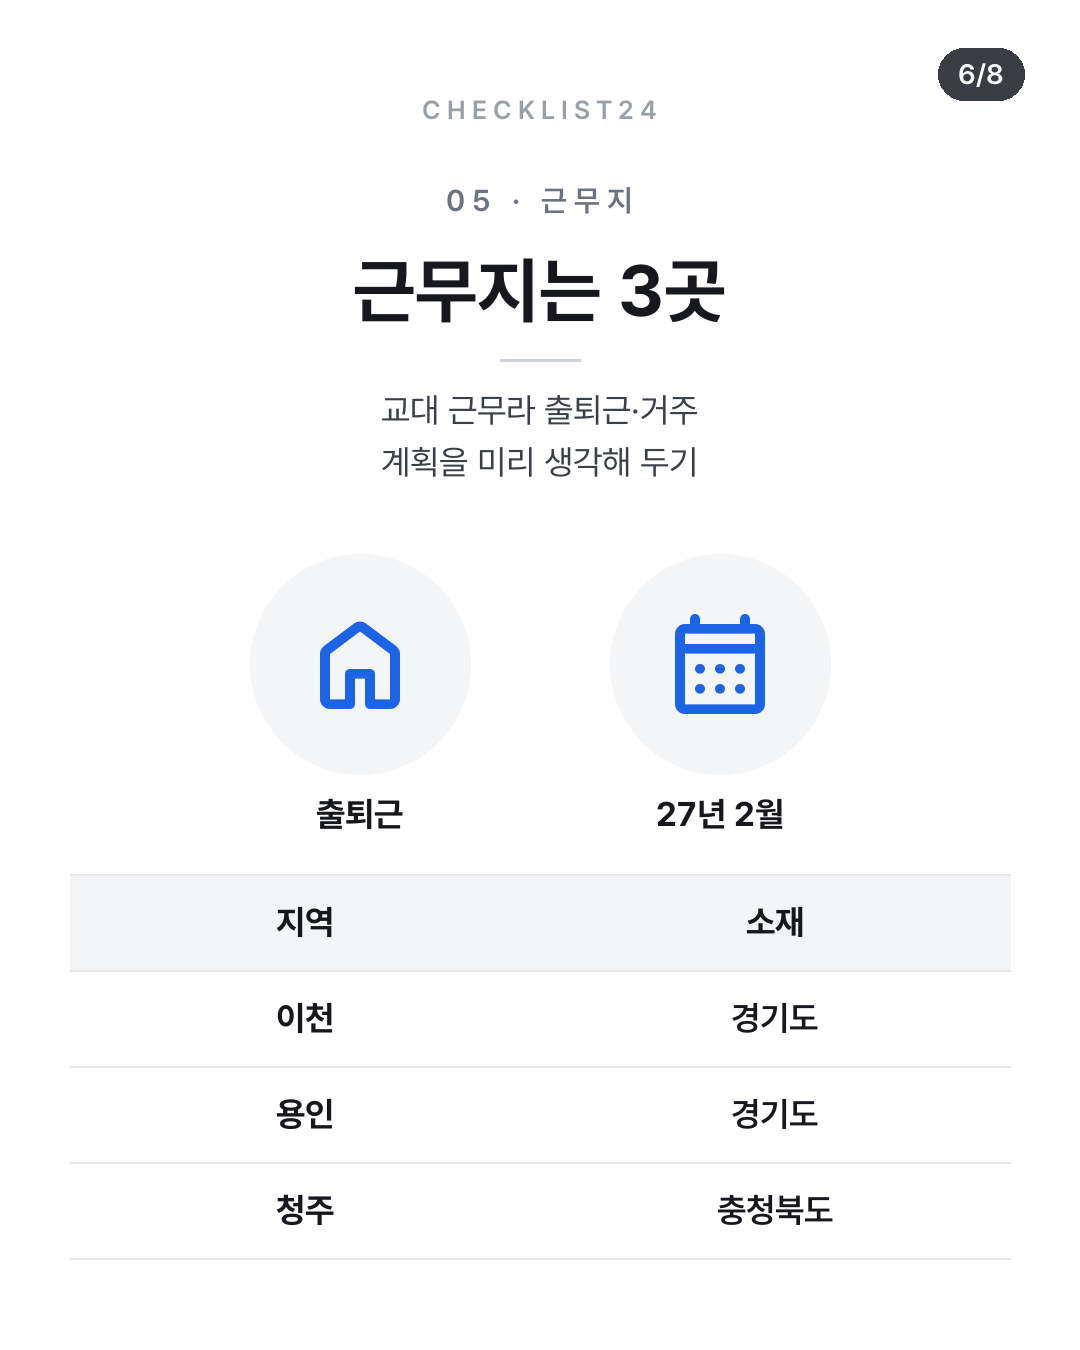 6/8
CHECKLIST24
05 · 근무지
근무지는 3곳
교대 근무라 출퇴근·거주
계획을 미리 생각해 두기
출퇴근
27년 2월
지역 소재
이천 경기도
용인 경기도
청주 충청북도